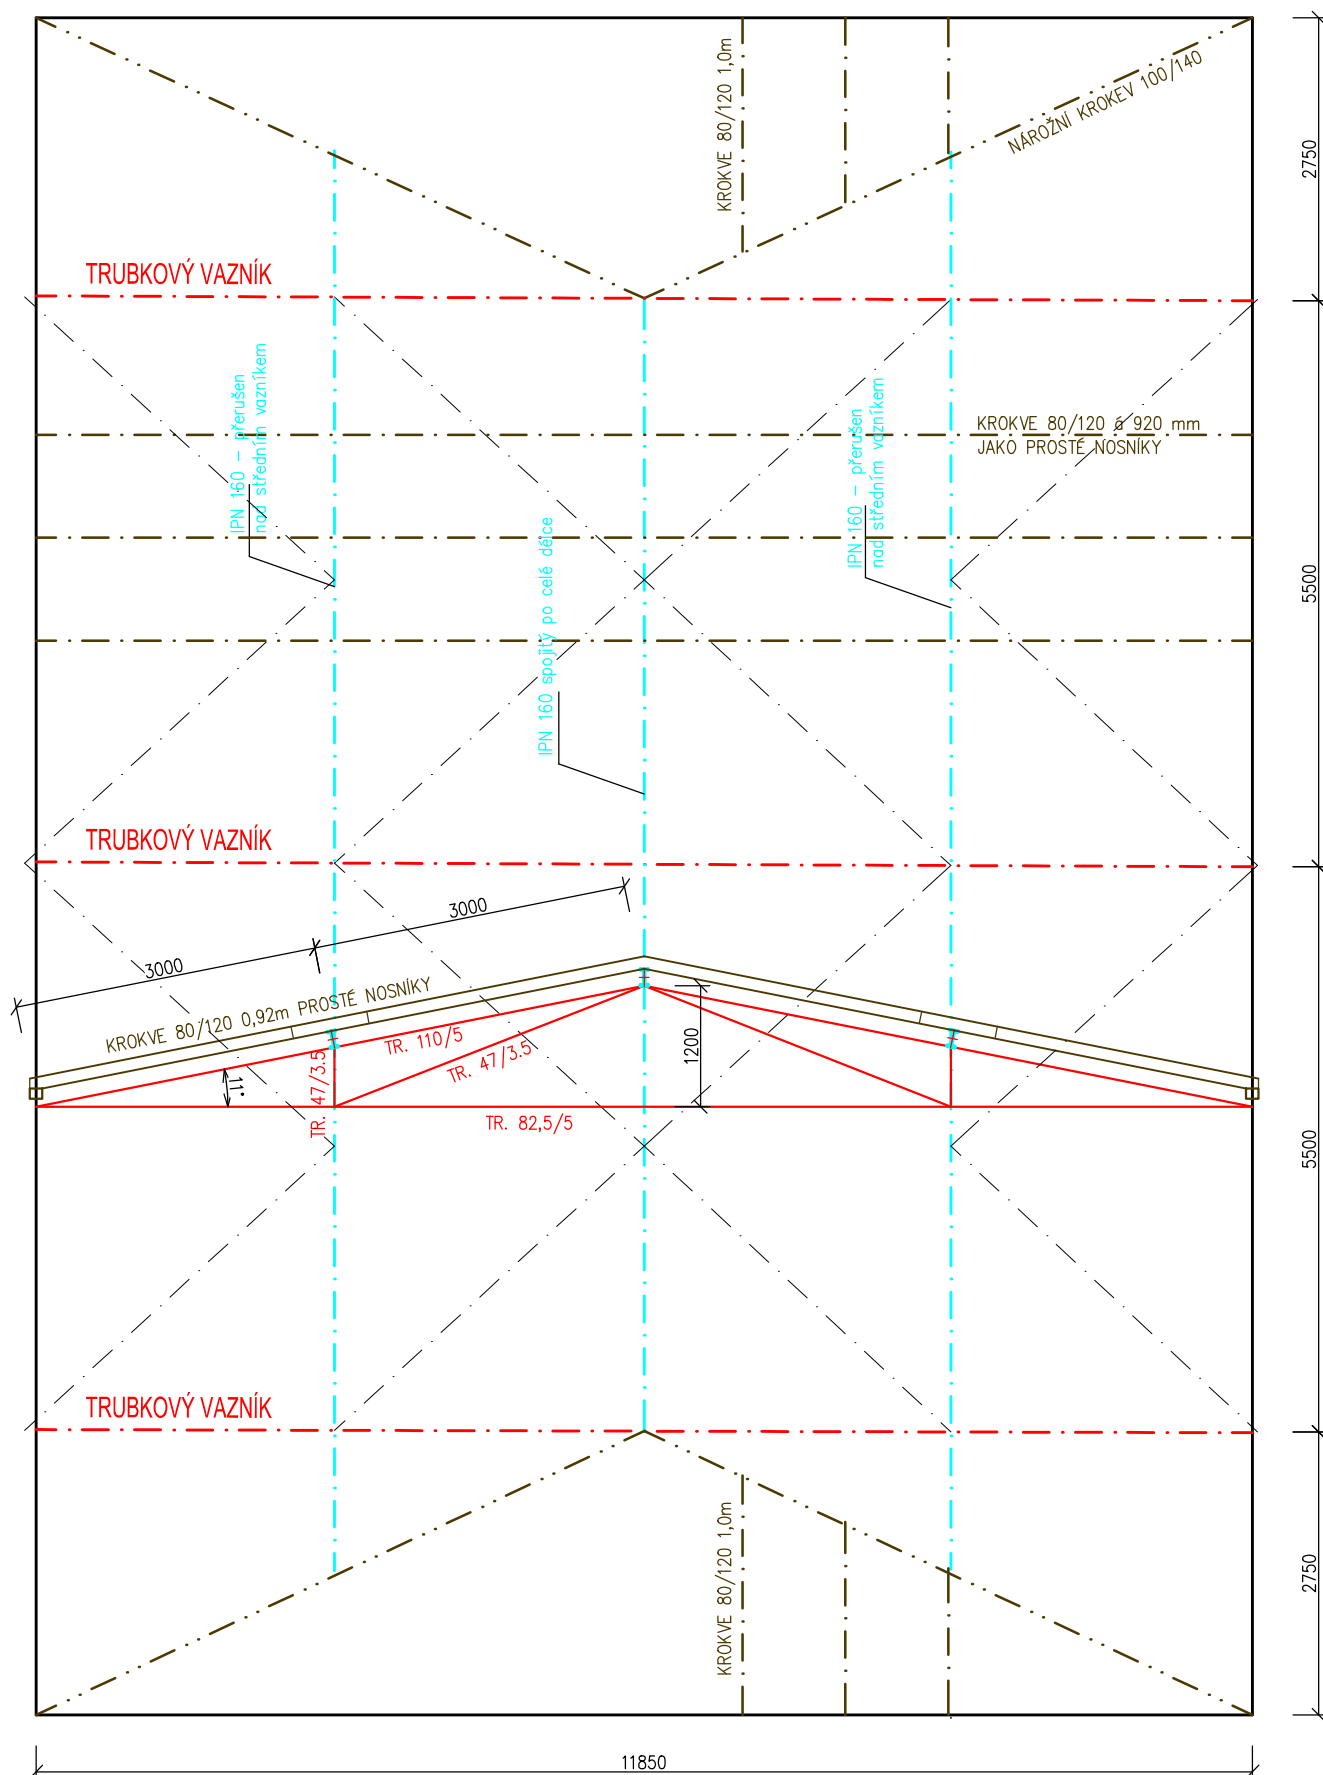 KROKVE 80/120 1,0m
NÁROŽNÍ KROKEV 100/140
2750
TRUBKOVÝ VAZNÍK
IPN 160 – přerušen
nad středním vazníkem
IPN 160 – přerušen
nad středním vazníkem
KROKVE 80/120 á 920 mm
JAKO PROSTÉ NOSNÍKY
5500
IPN 160 spojitý po celé délce
TRUBKOVÝ VAZNÍK
3000
3000
KROKVE 80/120 0,92m PROSTÉ NOSNÍKY
TR. 110/5
TR. 47/3.5
TR. 47/3.5
11°
1200
TR. 82,5/5
5500
TRUBKOVÝ VAZNÍK
KROKVE 80/120 1,0m
2750
11850